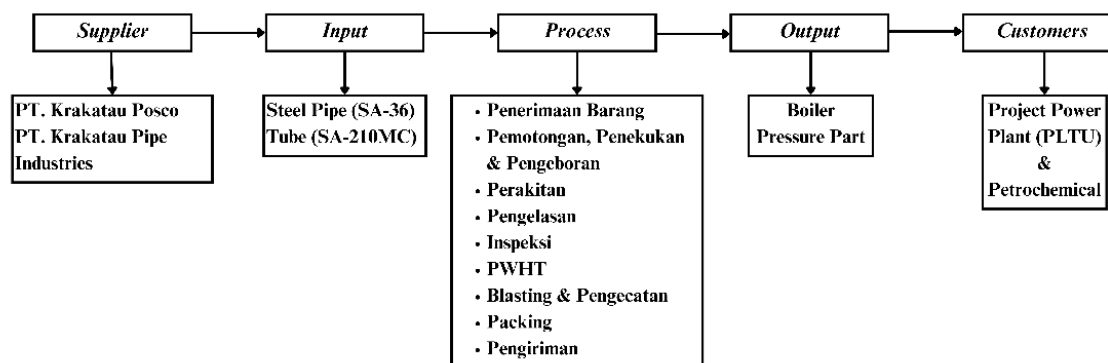 Supplier
Input
Process
Output
Customers
PT. Krakatau Posco
PT. Krakatau Pipe
Industries
Steel Pipe (SA-36)
Tube (SA-210MC)
• Penerimaan Barang
• Pemotongan, Penekukan
& Pengeboran
• Perakitan
• Pengelasan
• Inspeksi
• PWHT
• Blasting & Pengecatan
• Packing
• Pengiriman
Boiler
Pressure Part
Project Power
Plant (PLTU)
&
Petrochemical